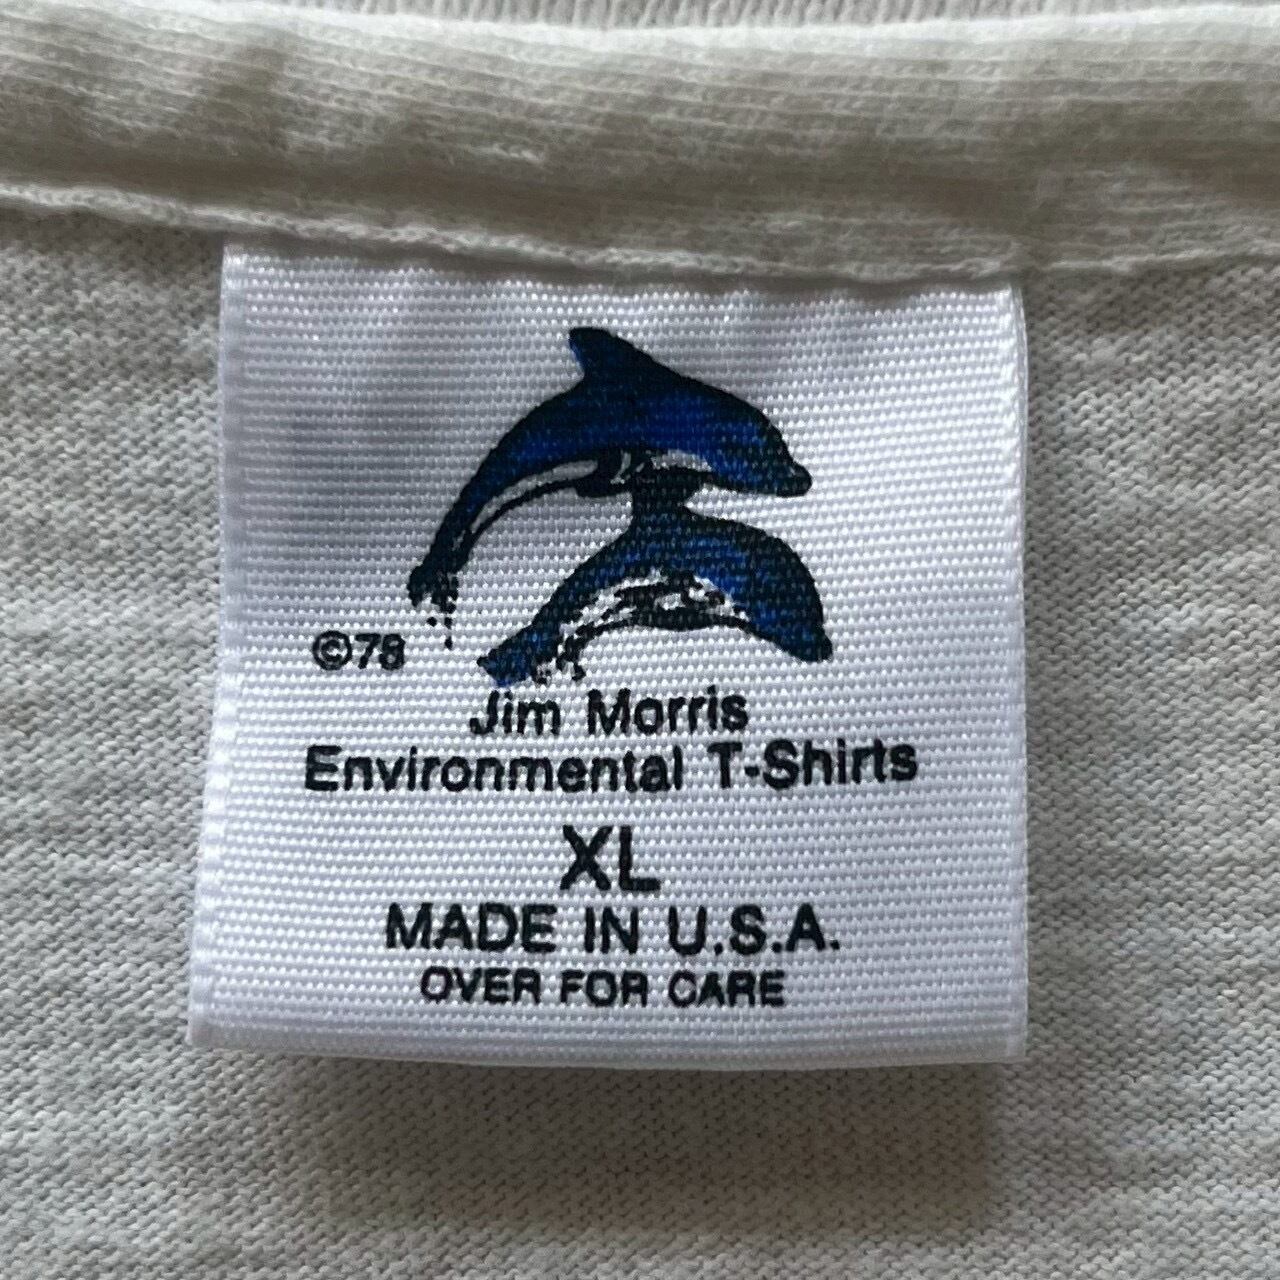 ©78
Jim Morris
Environmental T-Shirts
XL
MADE IN U.S.A.
OVER FOR CARE